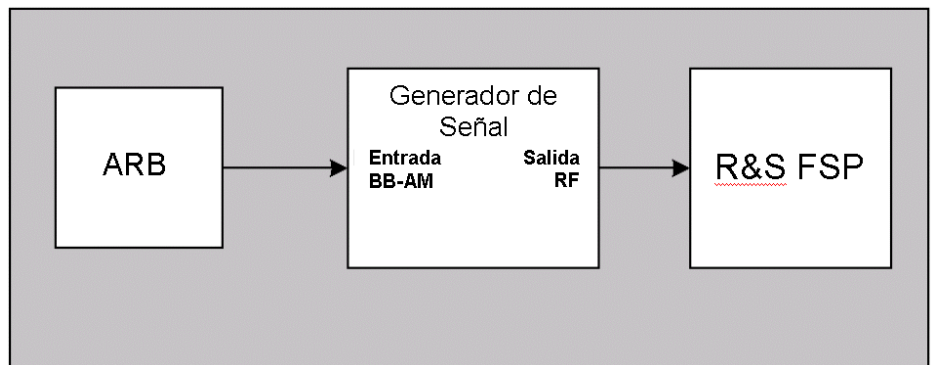 ARB
Generador de
Señal
Entrada
BB-AM
Salida
RF
R&S FSP